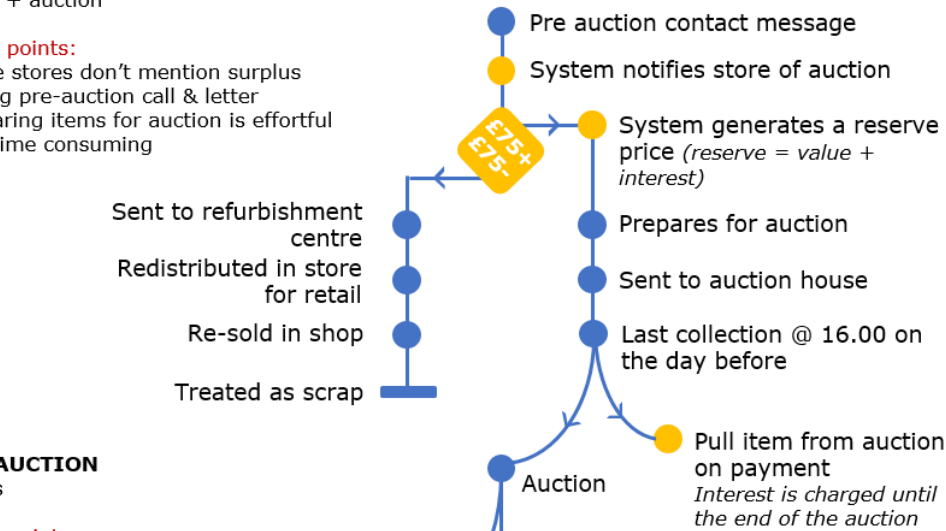 + auction
points:
stores don't mention surplus
pre-auction call & letter
items for auction is effortful
consuming
Pre auction contact message
System notifies store of auction
£75+
£75-
System generates a reserve
price (reserve = value +
interest)
Sent to refurbishment
centre
Prepares for auction
Redistributed in store
for retail
Sent to auction house
Re-sold in shop
Last collection @ 16.00 on
the day before
Treated as scrap
Pull item from auction
on payment
Interest is charged until
the end of the auction
AUCTION
Auction